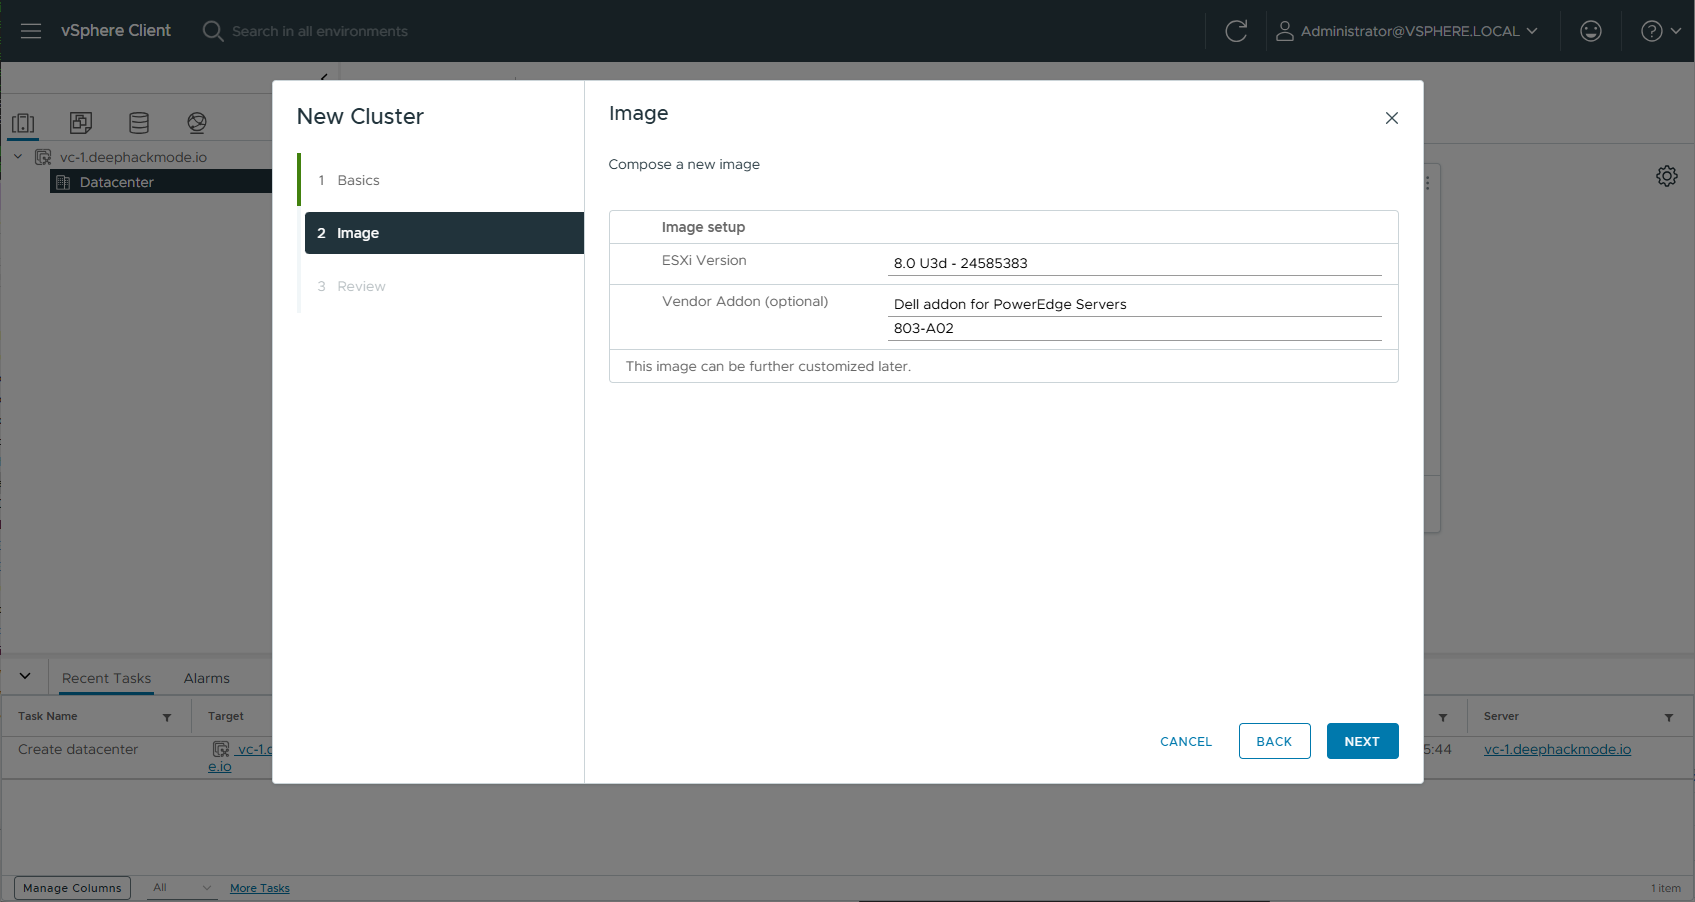 vSphere Client
Search in all environments
Administrator@VSPHERE.LOCAL
vc-1.deephackmode.io
Datacenter
New Cluster
1 Basics
2 Image
3 Review
Image
Compose a new image
Image setup
ESXi Version
8.0 U3d - 24585383
Vendor Addon (optional)
Dell addon for PowerEdge Servers
803-A02
This image can be further customized later.
CANCEL
BACK
NEXT
Recent Tasks
Alarms
Task Name
Target
Server
Create datacenter
vc-1.d
e.io
5:44
vc-1.deephackmode.io
Manage Columns
All
More Tasks
1 item